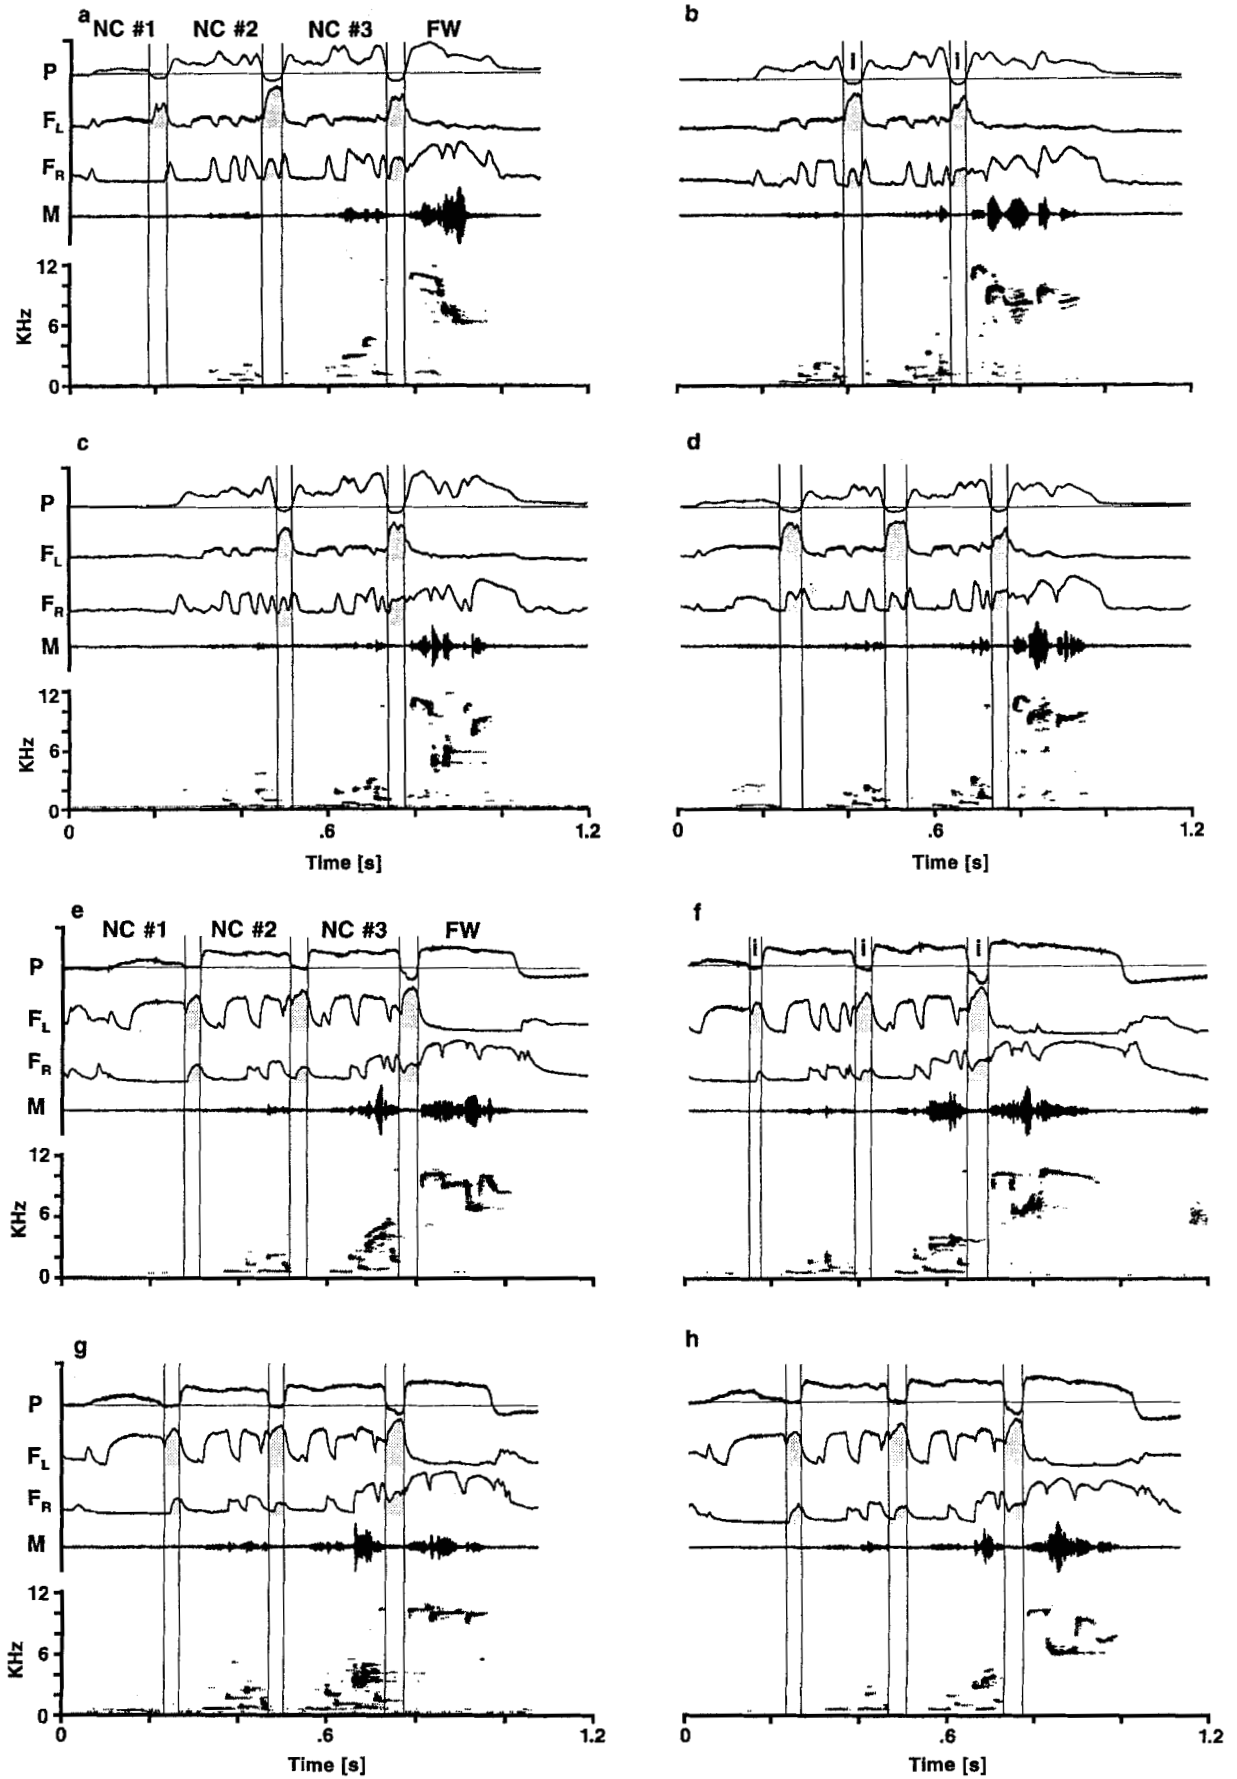 a
NC #1 NC #2 NC #3 FW
P
F_L
F_R
M
12
KHz
6
0
b
i i
c
P
F_L
F_R
M
12
KHz
6
0
0 .6 1.2
Time [s]
d
0 .6 1.2
Time [s]
e
NC #1 NC #2 NC #3 FW
P
F_L
F_R
M
12
KHz
6
0
f
i i i
g
P
F_L
F_R
M
12
KHz
6
0
0 .6 1.2
Time [s]
h
0 .6 1.2
Time [s]